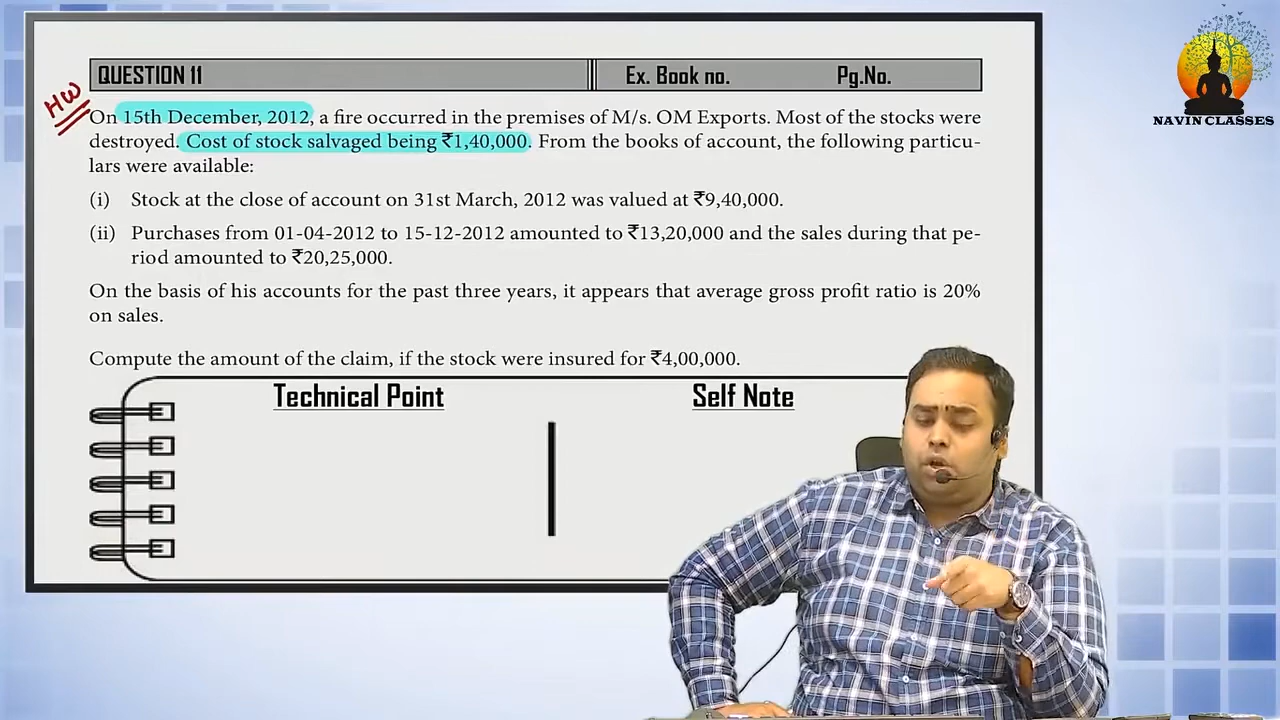 QUESTION 11 Ex. Book no. Pg.No.
HW
On 15th December, 2012, a fire occurred in the premises of M/s. OM Exports. Most of the stocks were
destroyed. Cost of stock salvaged being ₹1,40,000. From the books of account, the following particu-
lars were available:
(i) Stock at the close of account on 31st March, 2012 was valued at ₹9,40,000.
(ii) Purchases from 01-04-2012 to 15-12-2012 amounted to ₹13,20,000 and the sales during that pe-
riod amounted to ₹20,25,000.
On the basis of his accounts for the past three years, it appears that average gross profit ratio is 20%
on sales.
Compute the amount of the claim, if the stock were insured for ₹4,00,000.
Technical Point Self Note
NAVIN CLASSES